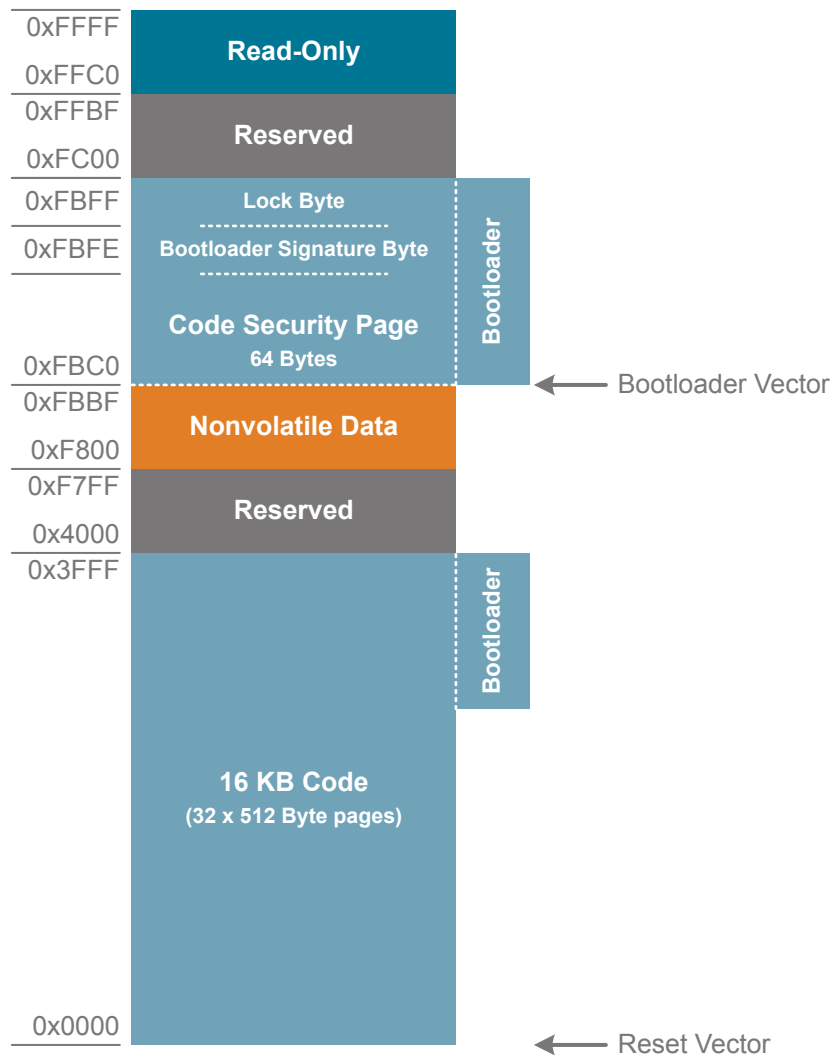 0xFFFF
Read-Only
0xFFC0
0xFFBF
Reserved
0xFC00
0xFBFF
Lock Byte
0xFBFE
Bootloader Signature Byte
Bootloader
Code Security Page
64 Bytes
0xFBC0
Bootloader Vector
0xFBBF
Nonvolatile Data
0xF800
0xF7FF
Reserved
0x4000
0x3FFF
Bootloader
16 KB Code
(32 x 512 Byte pages)
0x0000
Reset Vector